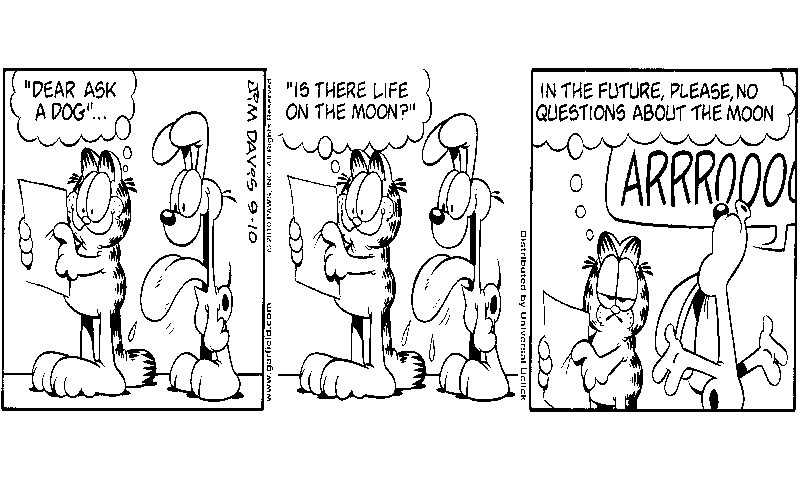 "DEAR ASK
A DOG"...
JIM DAVIS 9-10
© 2010 PAWS, INC. All Rights Reserved.
www.garfield.com
"IS THERE LIFE
ON THE MOON?"
Distributed by Universal Uclick
IN THE FUTURE, PLEASE, NO
QUESTIONS ABOUT THE MOON
ARRROOOO